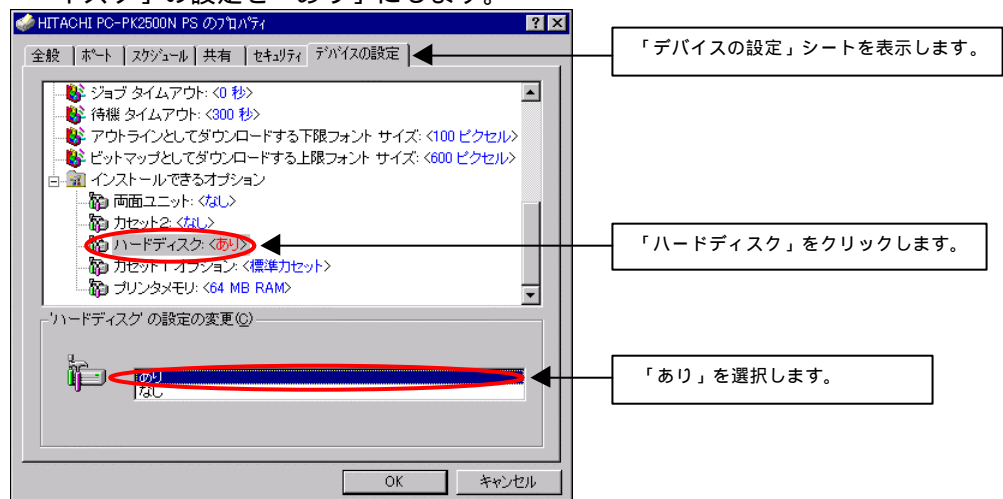 ィスク」の設定を「あり」にします。
HITACHI PC-PK2500N PS のプロパティ
全般 ポート スケジュール 共有 セキュリティ デバイスの設定
「デバイスの設定」シートを表示します。
ジョブ タイムアウト: <0 秒>
待機 タイムアウト: <300 秒>
アウトラインとしてダウンロードする下限フォント サイズ: <100 ピクセル>
ビットマップとしてダウンロードする上限フォント サイズ: <600 ピクセル>
インストールできるオプション
両面ユニット: <なし>
カセット2: <なし>
ハードディスク: <あり>
「ハードディスク」をクリックします。
カセット1オプション: <標準カセット>
プリンタメモリ: <64 MB RAM>
'ハードディスク' の設定の変更(C)
あり
「あり」を選択します。
なし
OK キャンセル